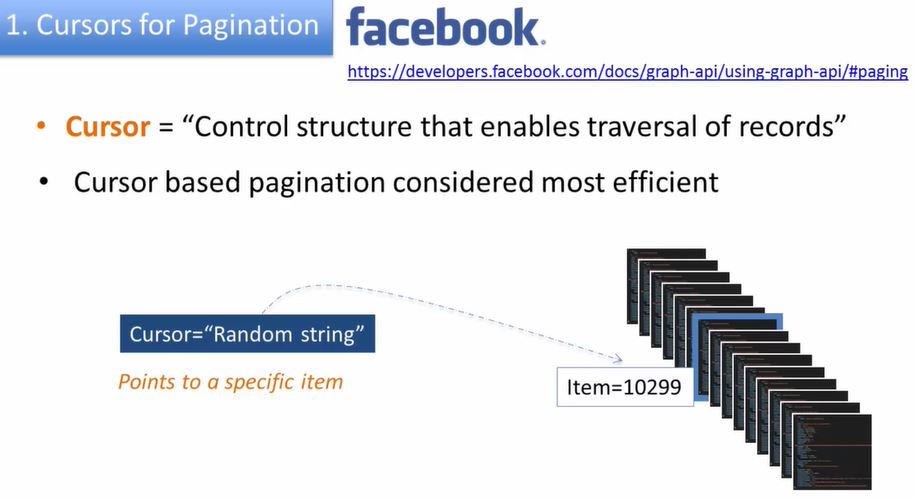 1. Cursors for Pagination
facebook
https://developers.facebook.com/docs/graph-api/using-graph-api/#paging
• Cursor = “Control structure that enables traversal of records”
• Cursor based pagination considered most efficient
Cursor=“Random string”
Points to a specific item
Item=10299